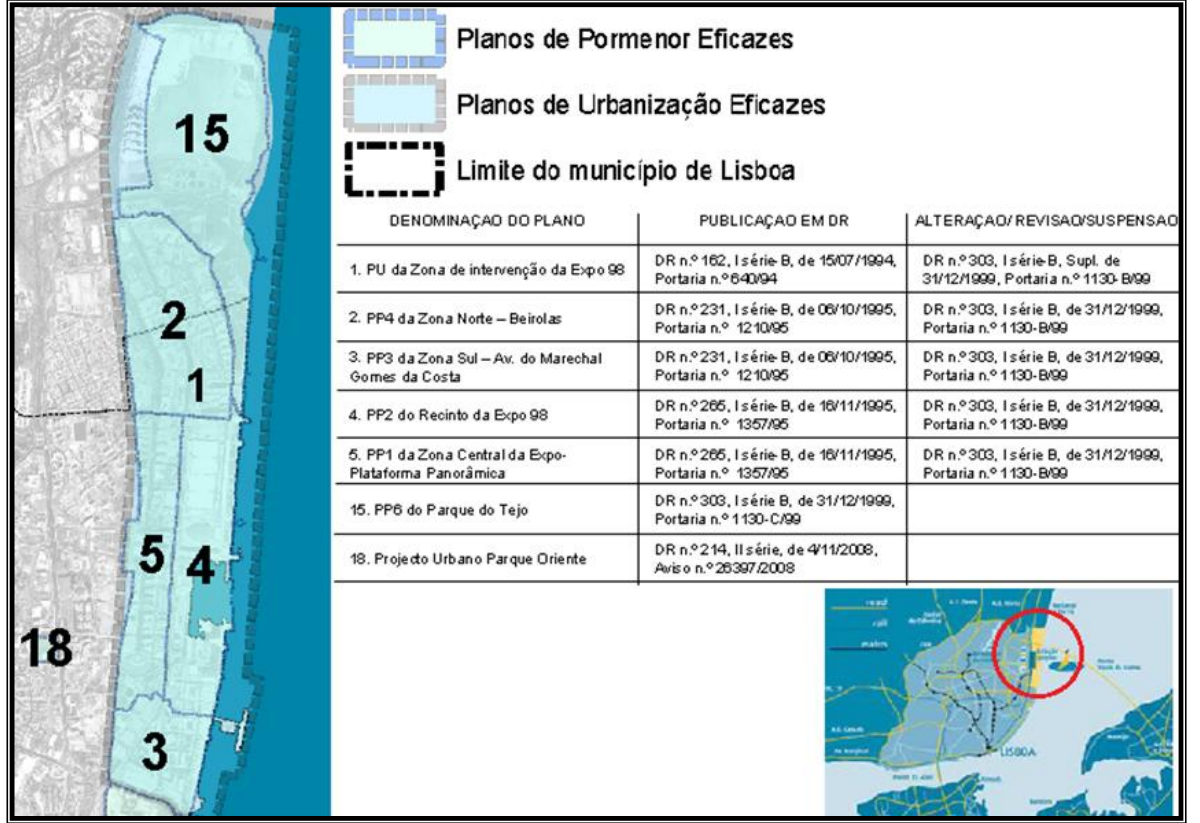 15
2
1
5
4
18
3
Planos de Pormenor Eficazes
Planos de Urbanização Eficazes
Limite do município de Lisboa
DENOMINAÇÃO DO PLANO
PUBLICAÇÃO EM DR
ALTERAÇÃO/ REVISÃO/SUSPENSÃO
1. PU da Zona de intervenção da Expo 98
DR n.º 162, I série-B, de 15/07/1994,
Portaria n.º 640/94
DR n.º 303, I série-B, Supl. de
31/12/1999, Portaria n.º 1130-B/99
2. PP4 da Zona Norte – Beirolas
DR n.º 231, I série-B, de 06/10/1995,
Portaria n.º 1210/95
DR n.º 303, I série-B, de 31/12/1999,
Portaria n.º 1130-B/99
3. PP3 da Zona Sul – Av. do Marechal
Gomes da Costa
DR n.º 231, I série-B, de 06/10/1995,
Portaria n.º 1210/95
DR n.º 303, I série-B, de 31/12/1999,
Portaria n.º 1130-B/99
4. PP2 do Recinto da Expo 98
DR n.º 265, I série-B, de 16/11/1995,
Portaria n.º 1357/95
DR n.º 303, I série-B, de 31/12/1999,
Portaria n.º 1130-B/99
5. PP1 da Zona Central da Expo-
Plataforma Panorâmica
DR n.º 265, I série-B, de 16/11/1995,
Portaria n.º 1357/95
DR n.º 303, I série-B, de 31/12/1999,
Portaria n.º 1130-B/99
15. PP6 do Parque do Tejo
DR n.º 303, I série B, de 31/12/1999,
Portaria n.º 1130-C/99
18. Projecto Urbano Parque Oriente
DR n.º 214, II série, de 4/11/2008,
Aviso n.º 26397/2008
road
rail
metro
LISBOA